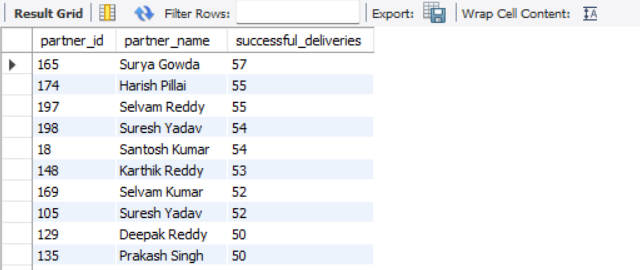 Result Grid Filter Rows: Export: Wrap Cell Content: IA
partner_id partner_name successful_deliveries
165 Surya Gowda 57
174 Harish Pillai 55
197 Selvam Reddy 55
198 Suresh Yadav 54
18 Santosh Kumar 54
148 Karthik Reddy 53
169 Selvam Kumar 52
105 Suresh Yadav 52
129 Deepak Reddy 50
135 Prakash Singh 50